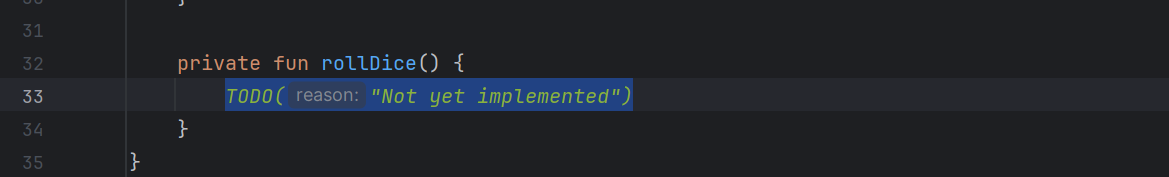 31
32 private fun rollDice() {
33 TODO( reason: "Not yet implemented")
34 }
35 }